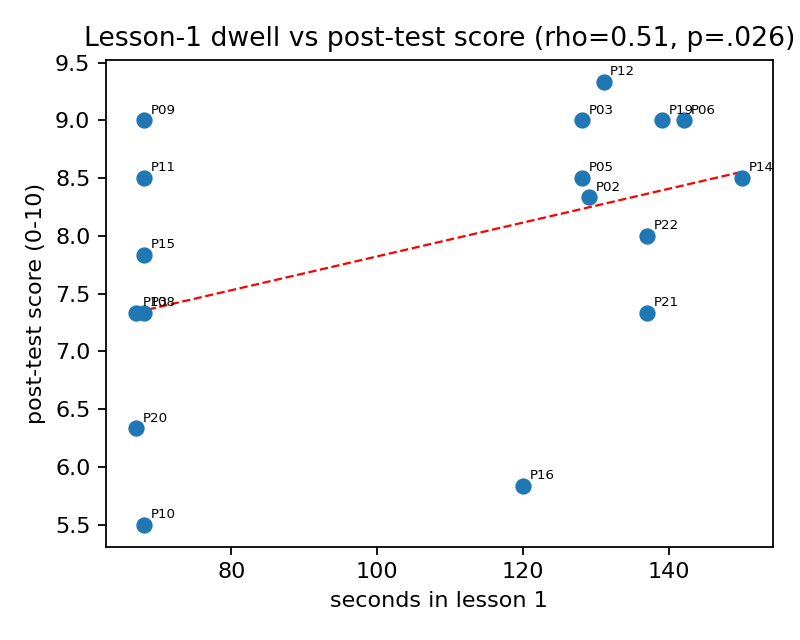 Lesson-1 dwell vs post-test score (rho=0.51, p=.026)
9.5
P12
P09
P03
P19
P06
9.0
P11
P05
P14
8.5
P02
P22
8.0
P15
P08
P21
7.5
7.0
P20
6.5
P16
6.0
P10
5.5
post-test score (0-10)
80
100
120
140
seconds in lesson 1